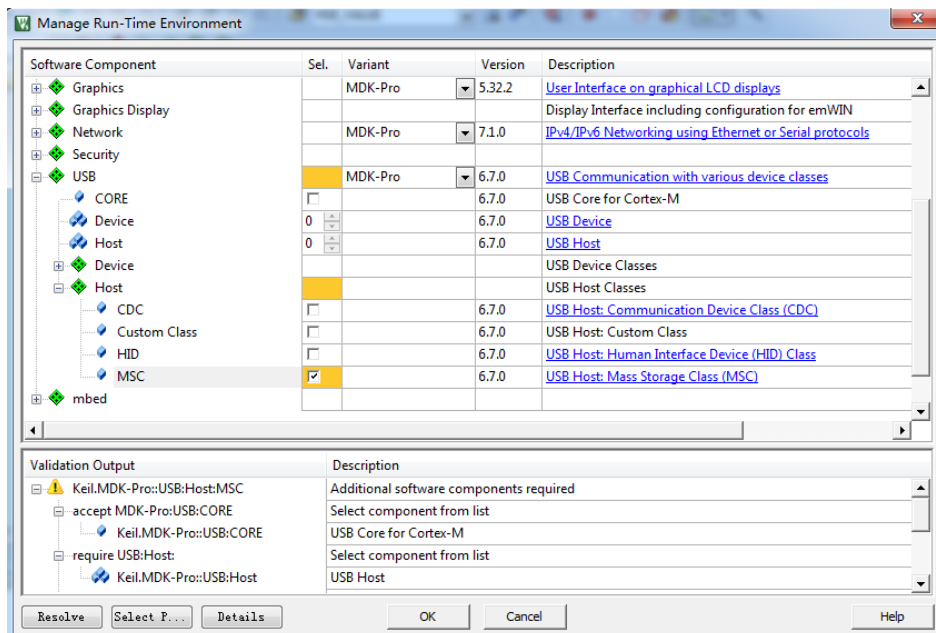 Manage Run-Time Environment
Software Component Sel. Variant Version Description
Graphics MDK-Pro 5.32.2 User Interface on graphical LCD displays
Graphics Display Display Interface including configuration for emWIN
Network MDK-Pro 7.1.0 IPv4/IPv6 Networking using Ethernet or Serial protocols
Security
USB MDK-Pro 6.7.0 USB Communication with various device classes
CORE 6.7.0 USB Core for Cortex-M
Device 0 6.7.0 USB Device
Host 0 6.7.0 USB Host
Device USB Device Classes
Host USB Host Classes
CDC 6.7.0 USB Host: Communication Device Class (CDC)
Custom Class 6.7.0 USB Host: Custom Class
HID 6.7.0 USB Host: Human Interface Device (HID) Class
MSC 6.7.0 USB Host: Mass Storage Class (MSC)
mbed
Validation Output Description
Keil.MDK-Pro::USB:Host:MSC Additional software components required
accept MDK-Pro:USB:CORE Select component from list
Keil.MDK-Pro::USB:CORE USB Core for Cortex-M
require USB:Host: Select component from list
Keil.MDK-Pro::USB:Host USB Host
Resolve Select P... Details OK Cancel Help